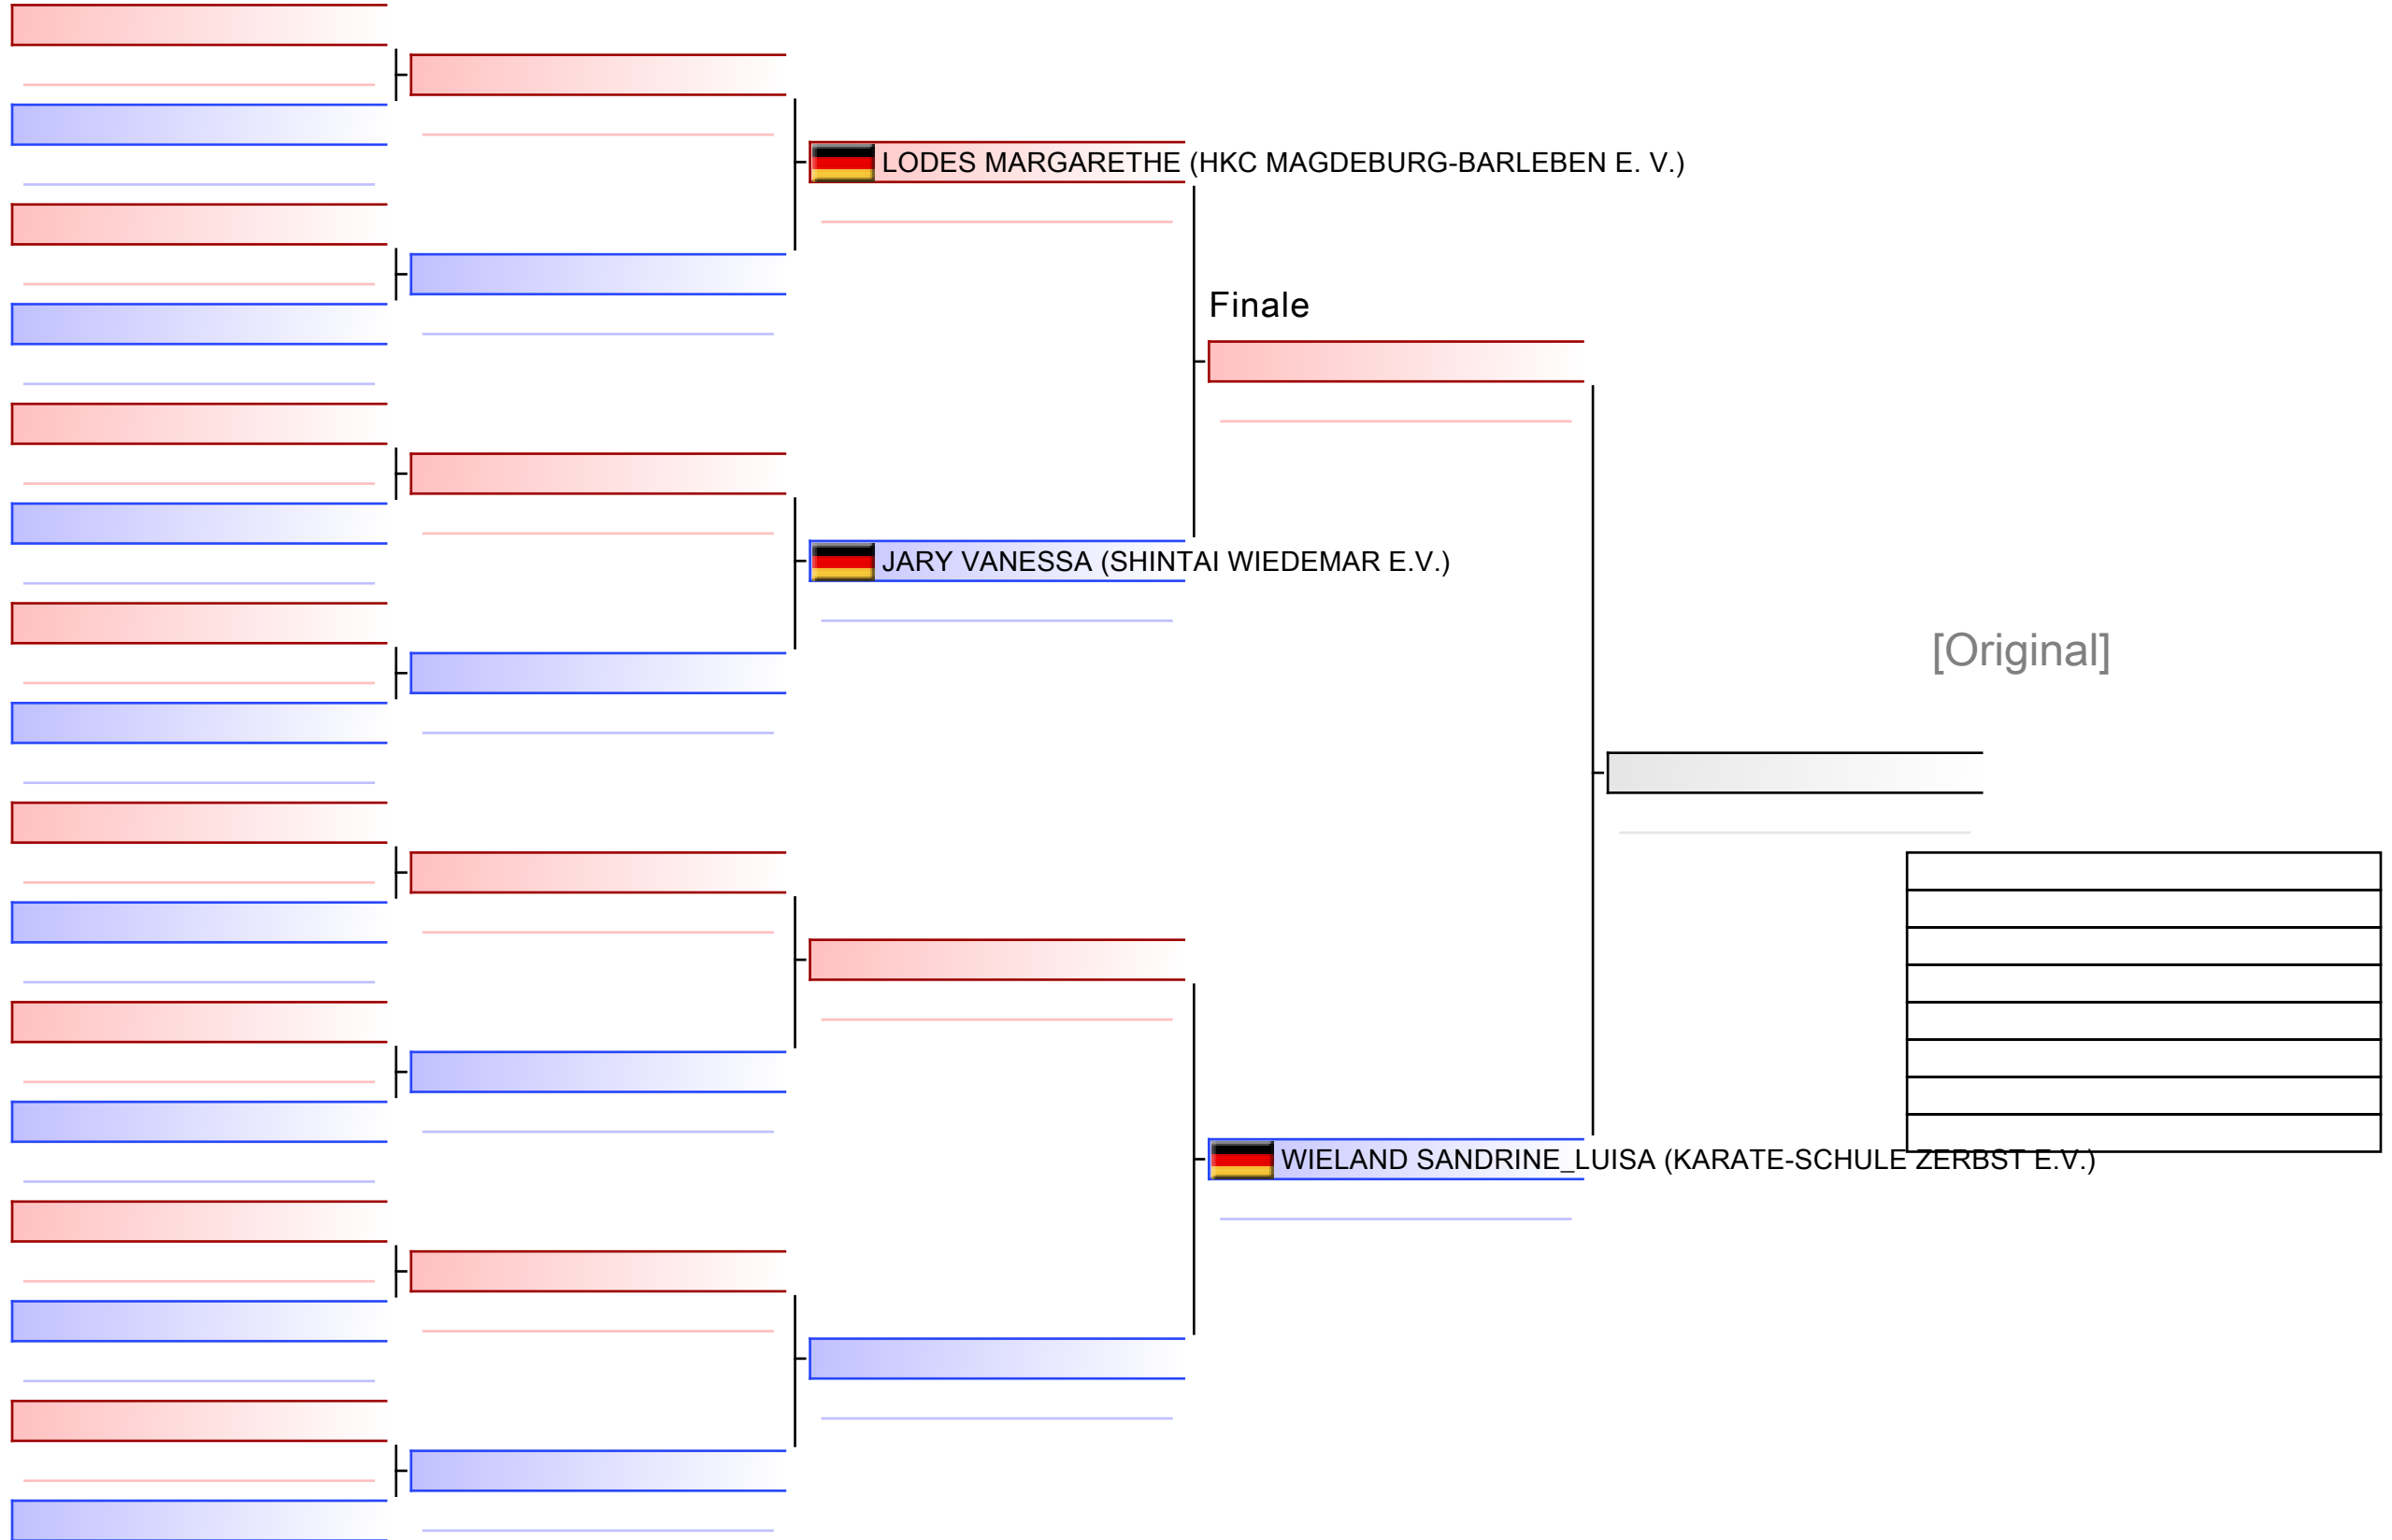 LODES MARGARETHE (HKC MAGDEBURG-BARLEBEN E. V.)
Finale
JARY VANESSA (SHINTAI WIEDEMAR E.V.)
[Original]
WIELAND SANDRINE_LUISA (KARATE-SCHULE ZERBST E.V.)